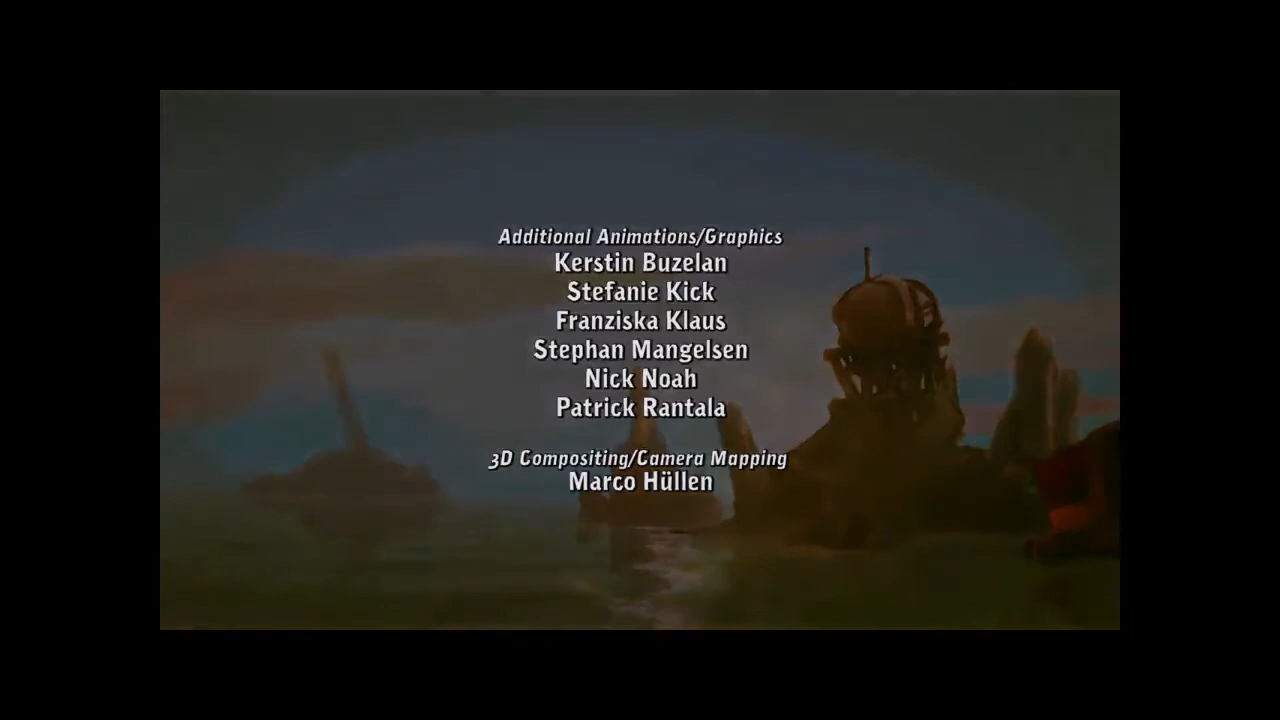 Additional Animations/Graphics
Kerstin Buzelan
Stefanie Kick
Franziska Klaus
Stephan Mangelsen
Nick Noah
Patrick Rantala
3D Compositing/Camera Mapping
Marco Hüllen